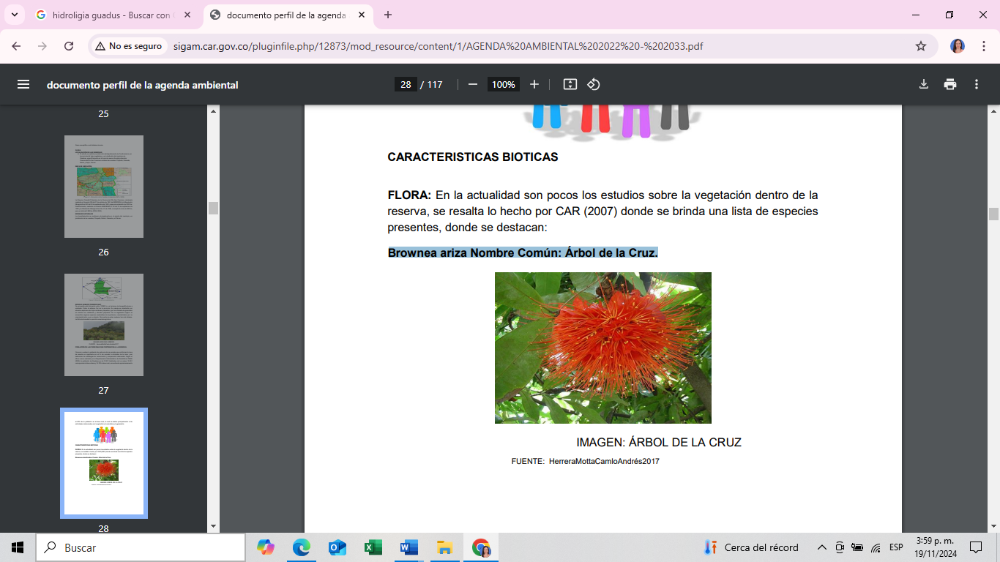 hidroligia guadus - Buscar con
documento perfil de la agenda
No es seguro
sigam.car.gov.co/pluginfile.php/12873/mod_resource/content/1/AGENDA%20AMBIENTAL%202022%20-%202033.pdf
documento perfil de la agenda ambiental
28 / 117
100%
25
26
27
28
CARACTERISTICAS BIOTICAS
FLORA: En la actualidad son pocos los estudios sobre la vegetación dentro de la
reserva, se resalta lo hecho por CAR (2007) donde se brinda una lista de especies
presentes, donde se destacan:
Brownea ariza Nombre Común: Árbol de la Cruz.
IMAGEN: ÁRBOL DE LA CRUZ
FUENTE: HerreraMottaCamloAndrés2017
Buscar
Cerca del récord
ESP
3:59 p. m.
19/11/2024